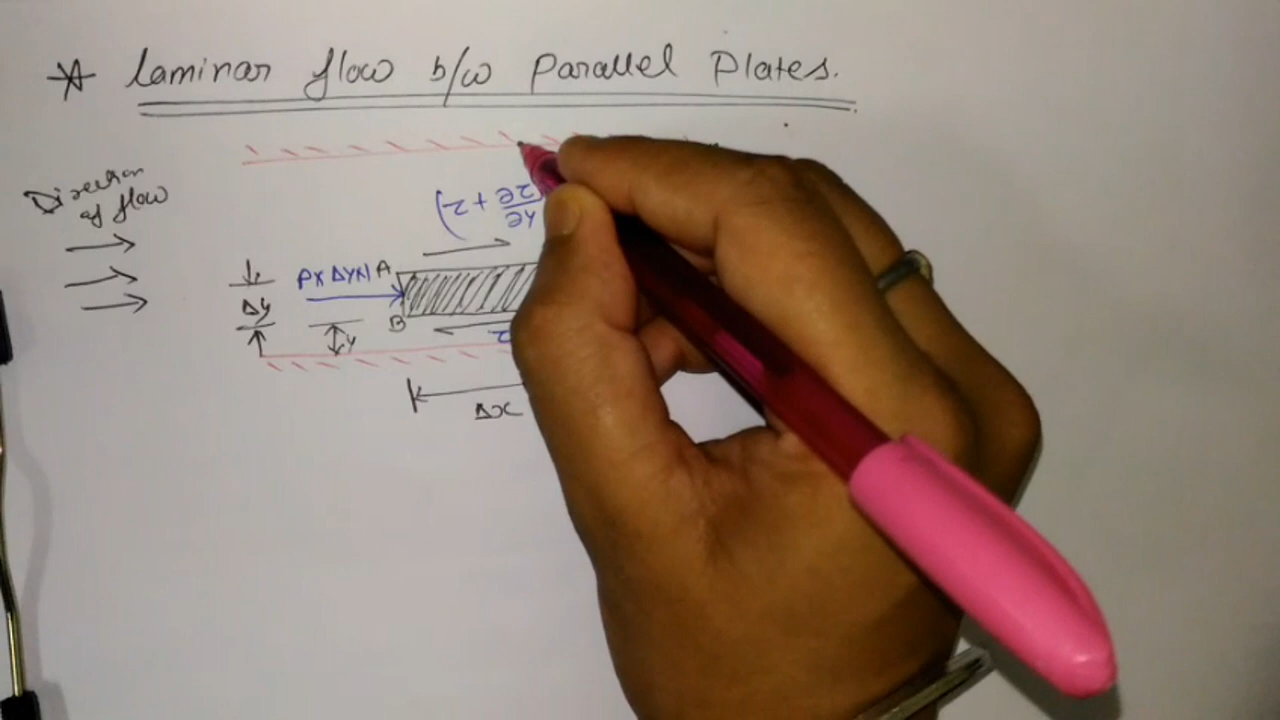 * Laminar flow b/w Parallel Plates.
Direction
of flow
(τ + ∂τ/∂y
P x Δy x 1 A
Δy
B
y
τ
Δx